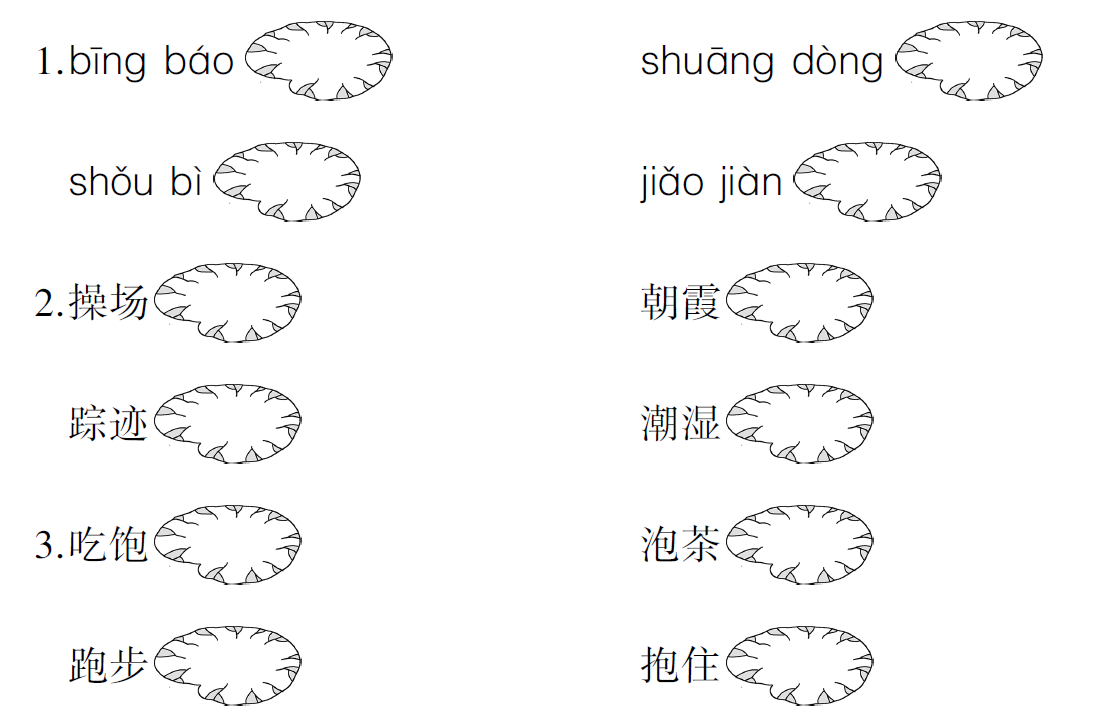 1.bīng báo shuāng dòng
shǒu bì jiǎo jiàn
2.操场 朝霞
踪迹 潮湿
3.吃饱 泡茶
跑步 抱住